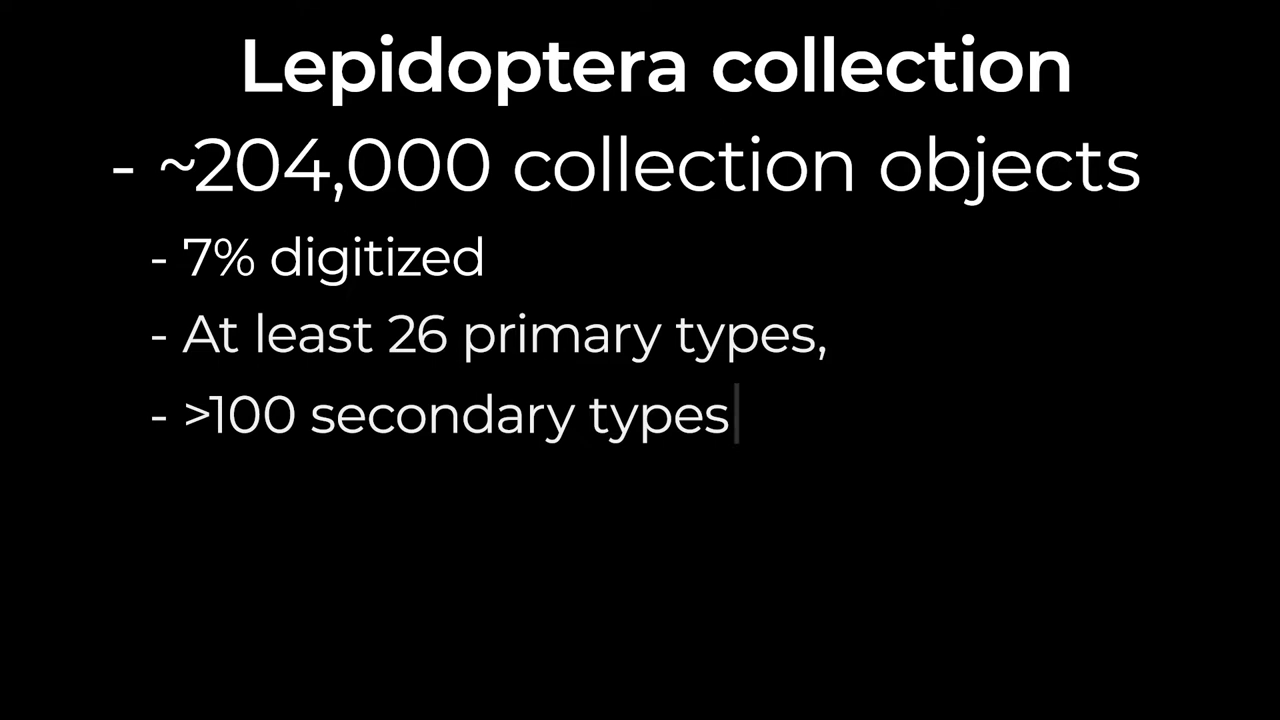 Lepidoptera collection
- ~204,000 collection objects
- 7% digitized
- At least 26 primary types,
- >100 secondary types